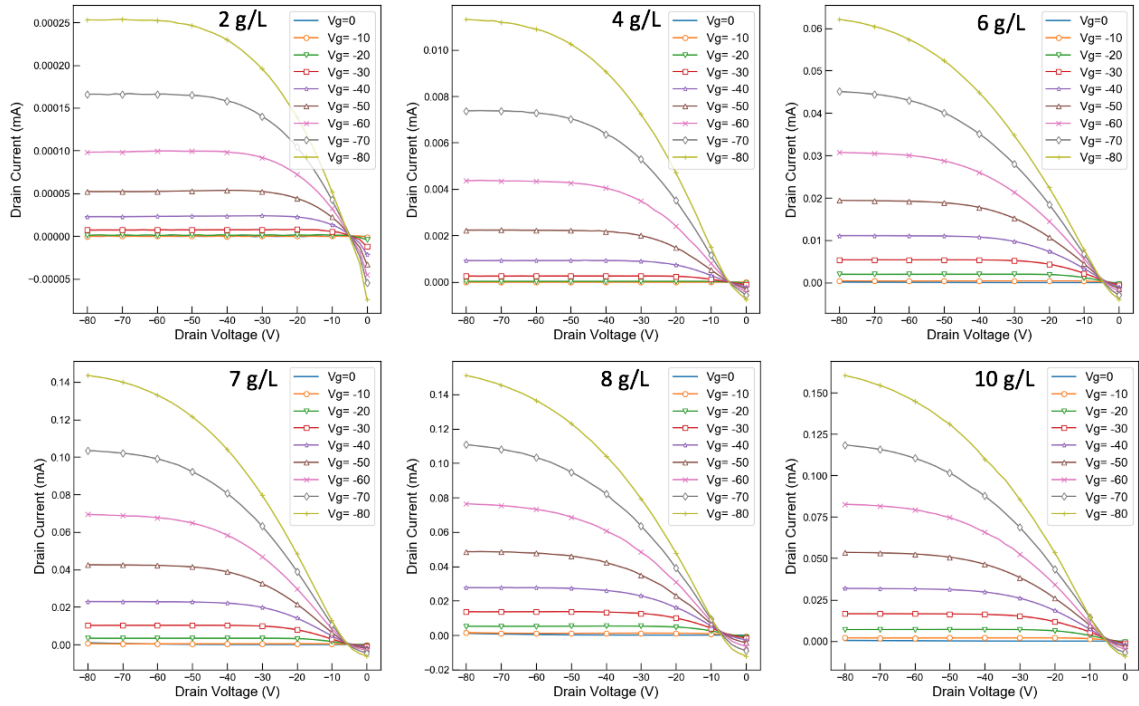 2 g/L
Drain Current (mA)
0.00025
0.00020
0.00015
0.00010
0.00005
0.00000
−0.00005
Vg=0
Vg= -10
Vg= -20
Vg= -30
Vg= -40
Vg= -50
Vg= -60
Vg= -70
Vg= -80
−80 −70 −60 −50 −40 −30 −20 −10 0
Drain Voltage (V)
4 g/L
Drain Current (mA)
0.010
0.008
0.006
0.004
0.002
0.000
Vg=0
Vg= -10
Vg= -20
Vg= -30
Vg= -40
Vg= -50
Vg= -60
Vg= -70
Vg= -80
−80 −70 −60 −50 −40 −30 −20 −10 0
Drain Voltage (V)
6 g/L
Drain Current (mA)
0.06
0.05
0.04
0.03
0.02
0.01
0.00
Vg=0
Vg= -10
Vg= -20
Vg= -30
Vg= -40
Vg= -50
Vg= -60
Vg= -70
Vg= -80
−80 −70 −60 −50 −40 −30 −20 −10 0
Drain Voltage (V)
7 g/L
Drain Current (mA)
0.14
0.12
0.10
0.08
0.06
0.04
0.02
0.00
Vg=0
Vg= -10
Vg= -20
Vg= -30
Vg= -40
Vg= -50
Vg= -60
Vg= -70
Vg= -80
−80 −70 −60 −50 −40 −30 −20 −10 0
Drain Voltage (V)
8 g/L
Drain Current (mA)
0.14
0.12
0.10
0.08
0.06
0.04
0.02
0.00
−0.02
Vg=0
Vg= -10
Vg= -20
Vg= -30
Vg= -40
Vg= -50
Vg= -60
Vg= -70
Vg= -80
−80 −70 −60 −50 −40 −30 −20 −10 0
Drain Voltage (V)
10 g/L
Drain Current (mA)
0.150
0.125
0.100
0.075
0.050
0.025
0.000
Vg=0
Vg= -10
Vg= -20
Vg= -30
Vg= -40
Vg= -50
Vg= -60
Vg= -70
Vg= -80
−80 −70 −60 −50 −40 −30 −20 −10 0
Drain Voltage (V)